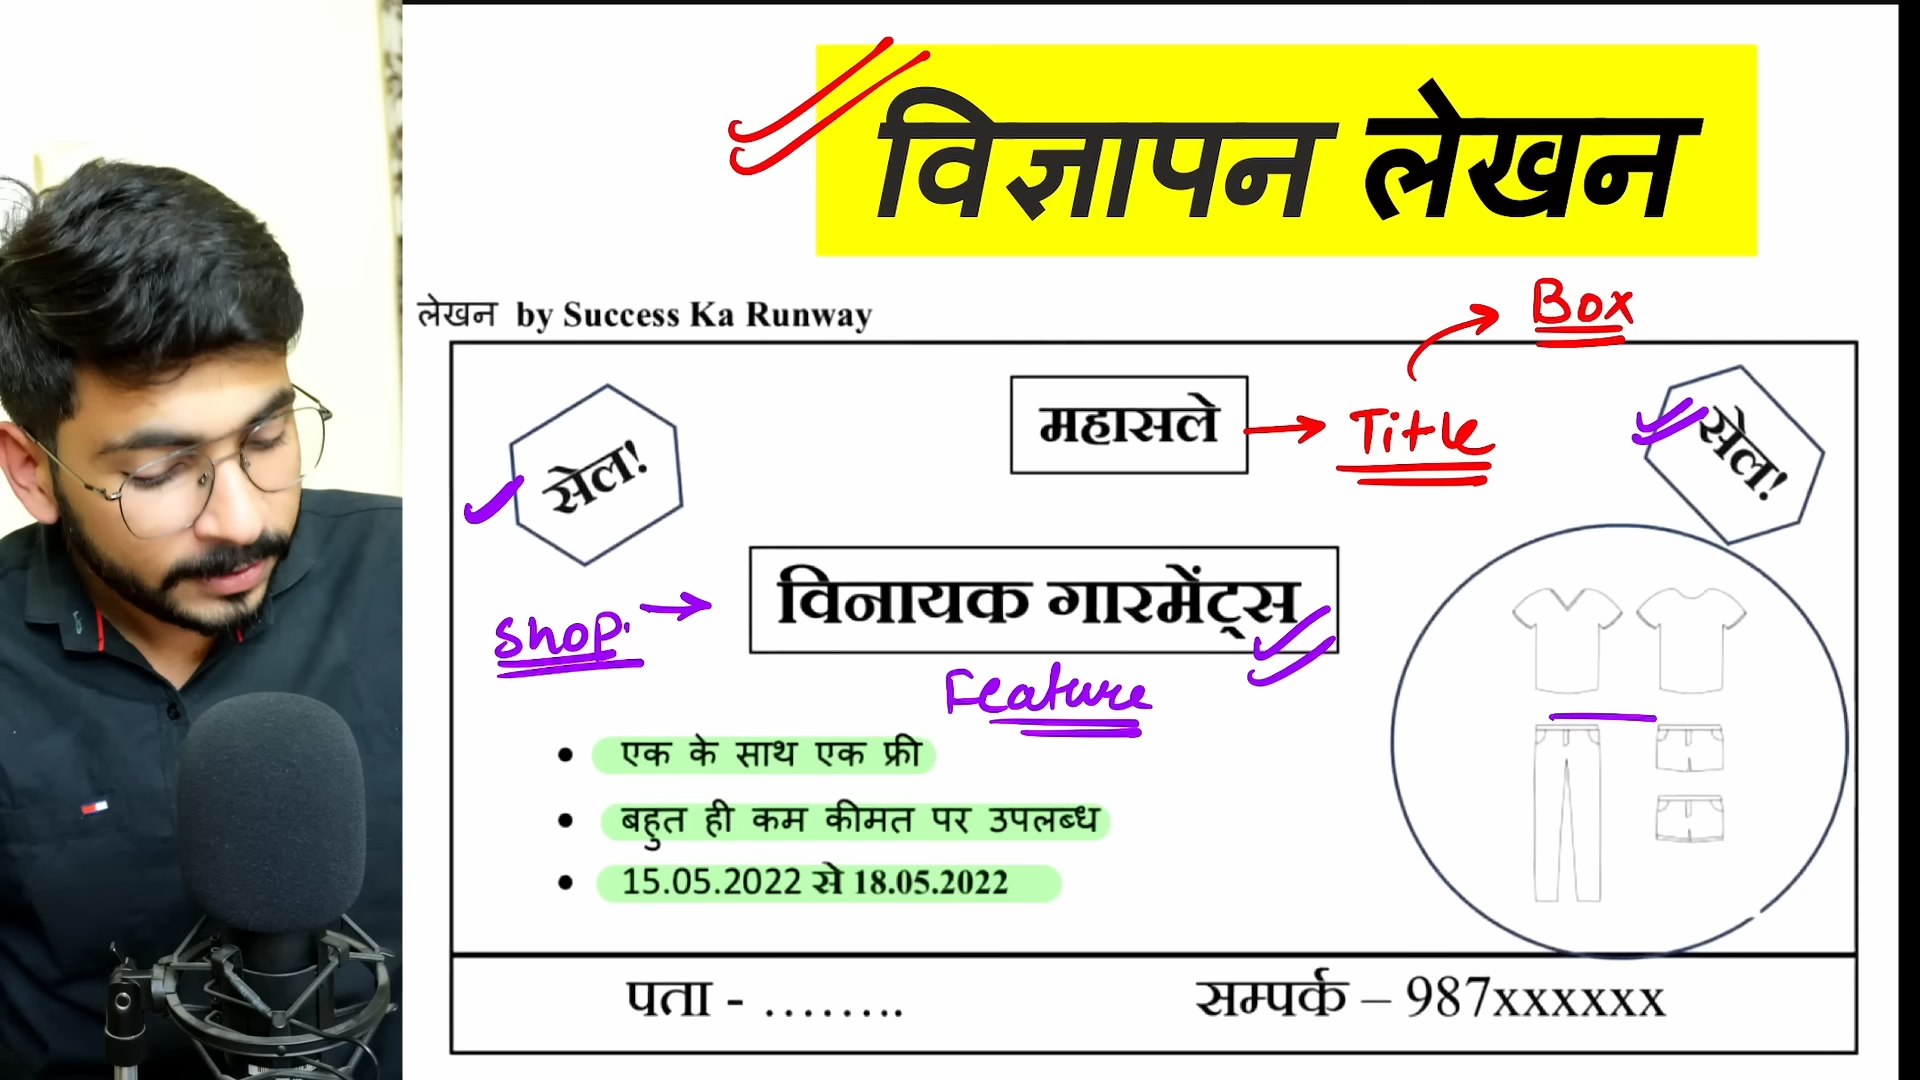 विज्ञापन लेखन
लेखन by Success Ka Runway
Box
महासले
Title
सेल!
सेल!
Shop.
विनायक गारमेंट्स
Feature
• एक के साथ एक फ्री
• बहुत ही कम कीमत पर उपलब्ध
• 15.05.2022 से 18.05.2022
पता - ........
सम्पर्क – 987xxxxxx